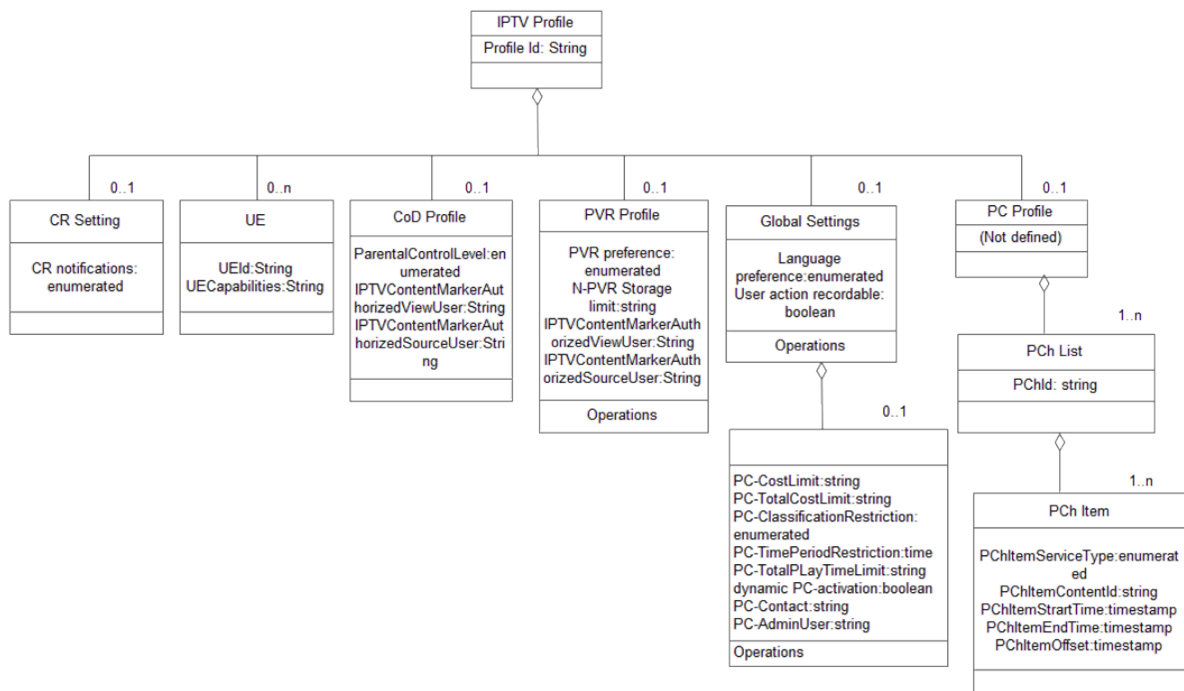 IPTV Profile
Profile Id: String
0..1
0..n
0..1
0..1
0..1
0..1
CR Setting
CR notifications:
enumerated
UE
UEId:String
UECapabilities:String
CoD Profile
ParentalControlLevel:en
umerated
IPTVContentMarkerAut
horizedViewUser:String
IPTVContentMarkerAut
horizedSourceUser:Stri
ng
PVR Profile
PVR preference:
enumerated
N-PVR Storage
limit:string
IPTVContentMarkerAuth
orizedViewUser:String
IPTVContentMarkerAuth
orizedSourceUser:String
Operations
Global Settings
Language
preference:enumerated
User action recordable:
boolean
Operations
0..1
PC-CostLimit:string
PC-TotalCostLimit:string
PC-ClassificationRestriction:
enumerated
PC-TimePeriodRestriction:time
PC-TotalPLayTimeLimit:string
dynamic PC-activation:boolean
PC-Contact:string
PC-AdminUser:string
Operations
PC Profile
(Not defined)
1..n
PCh List
PChId: string
1..n
PCh Item
PChItemServiceType:enumerat
ed
PChItemContentId:string
PChItemStrartTime:timestamp
PChItemEndTime:timestamp
PChItemOffset:timestamp